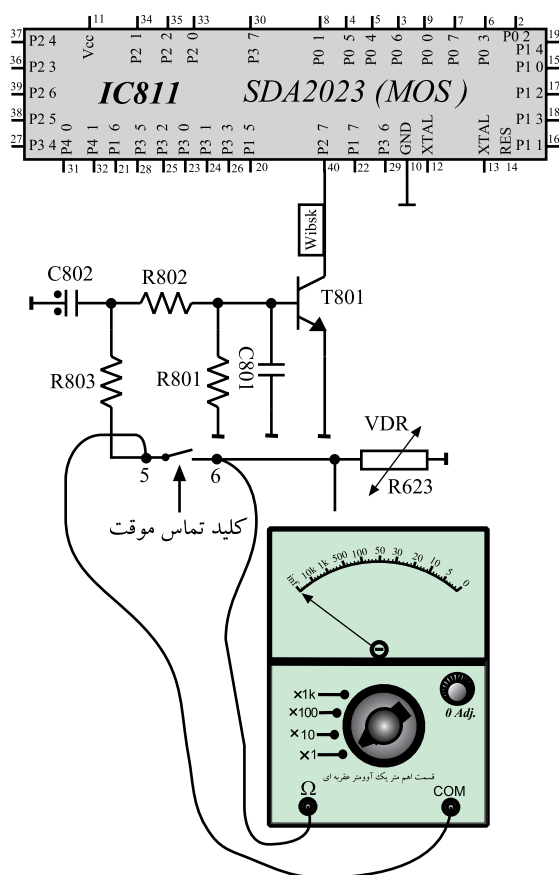 11 34 35 33 30 8 4 5 3 9 7 6 2
37 P2 4 Vcc P2 1 P2 2 P2 0 P3 7 P0 1 P0 5 P0 4 P0 6 P0 0 P0 7 P0 3 P0 2 19
P1 4
36 P2 3 P1 0 15
39 P2 6 IC811 SDA2023 (MOS ) P1 2 17
38 P2 5 P1 3 18
27 P3 4 P4 0 P4 1 P1 6 P3 5 P3 2 P3 0 P3 1 P3 3 P1 5 P2 7 P1 7 P3 6 GND XTAL XTAL RES P1 1 16
31 32 21 28 25 23 24 26 20 40 22 29 10 12 13 14
Wibsk
C802
R802
T801
R803
R801
C801
VDR
5
6
R623
کلید تماس موقت
inf 10k 1k 500 100 50 30 20 10 5 0
×1k
×100
×10
×1
0 Adj.
قسمت اهم متر یک آوومتر عقربه ای
Ω
COM